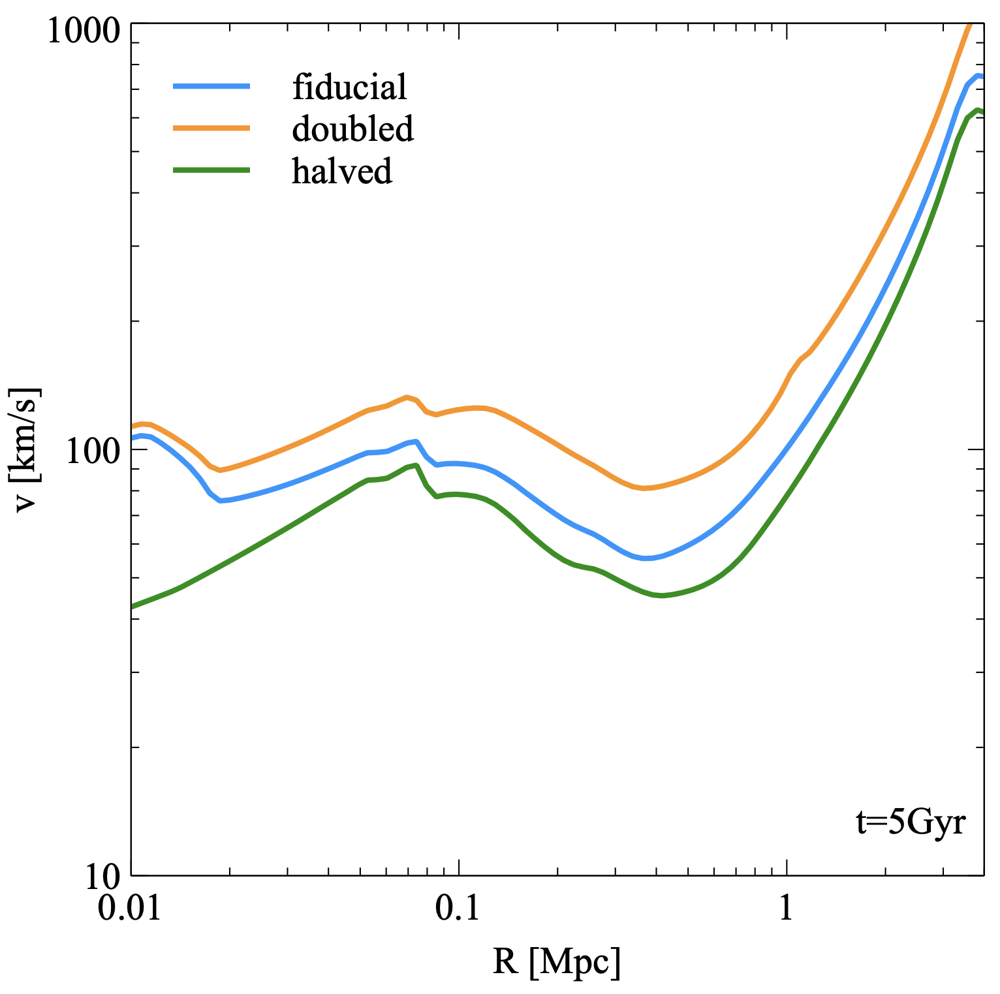 1000
fiducial
doubled
halved
100
v [km/s]
t=5Gyr
10
0.01 0.1 1
R [Mpc]